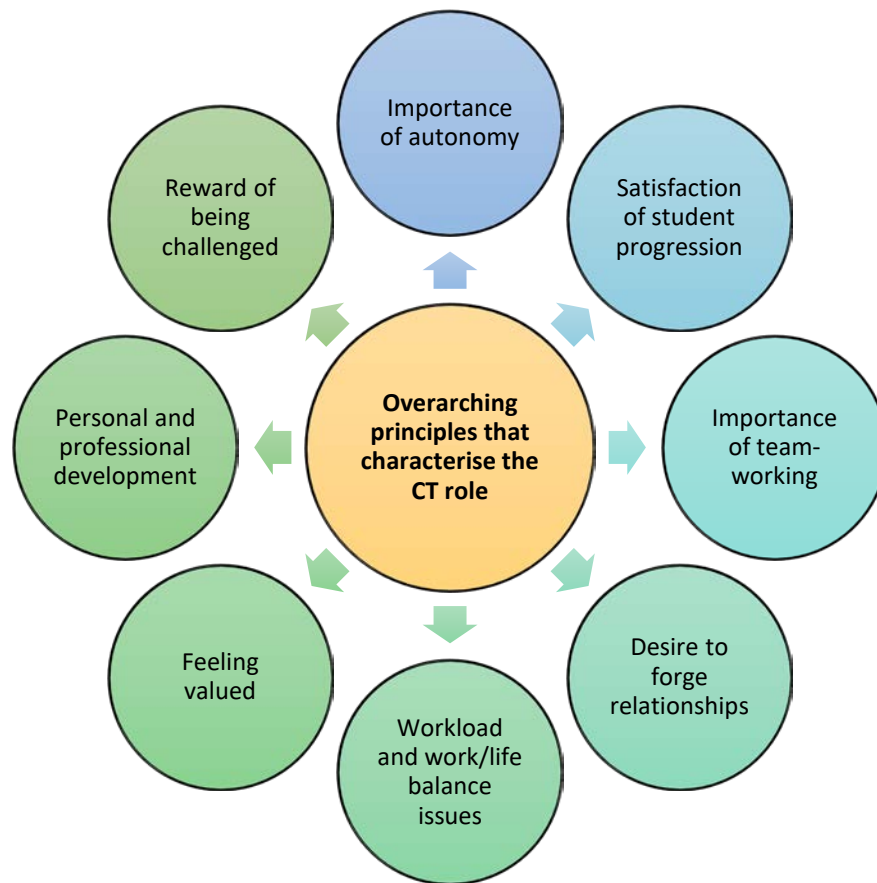 Importance
of autonomy
Satisfaction
of student
progression
Importance
of team-
working
Desire to
forge
relationships
Workload
and work/life
balance
issues
Feeling
valued
Personal and
professional
development
Reward of
being
challenged
Overarching
principles that
characterise the
CT role